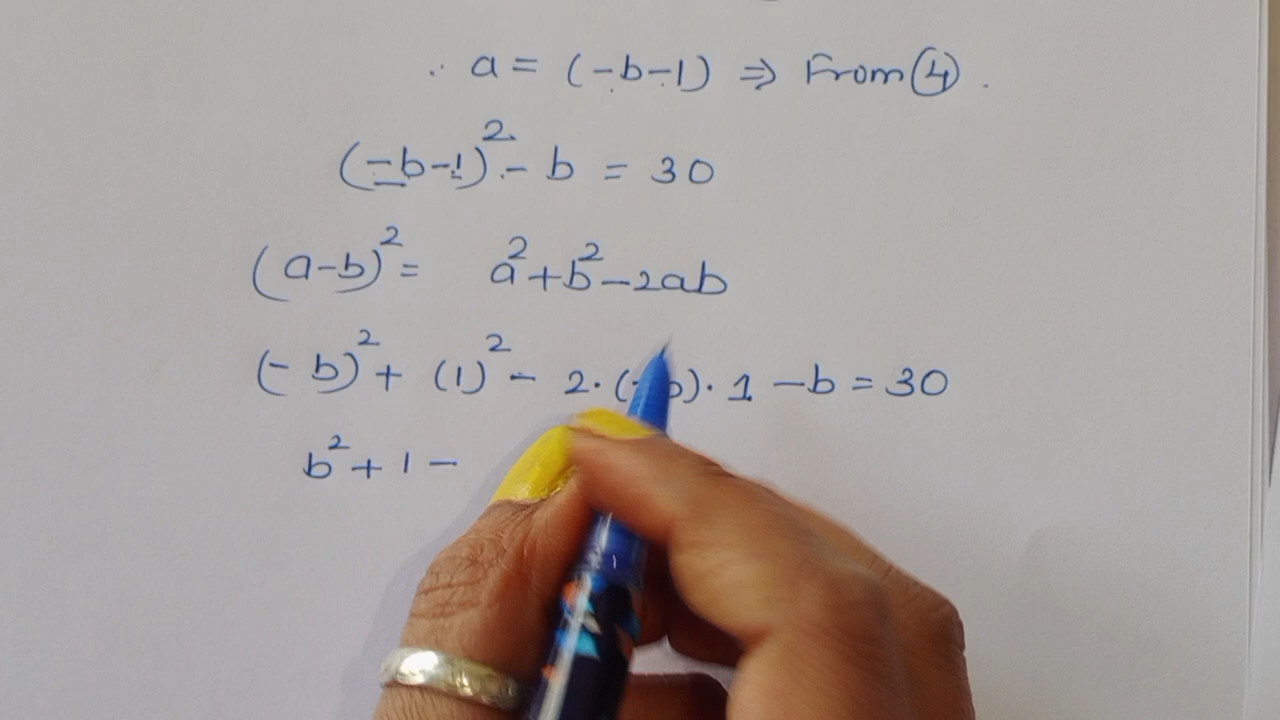 ∴ a = (-b-1) ⇒ From (4).
(-b-1)² - b = 30
(a-b)² = a²+b²-2ab
(-b)² + (1)² - 2·(-b)·1 -b = 30
b² + 1 -